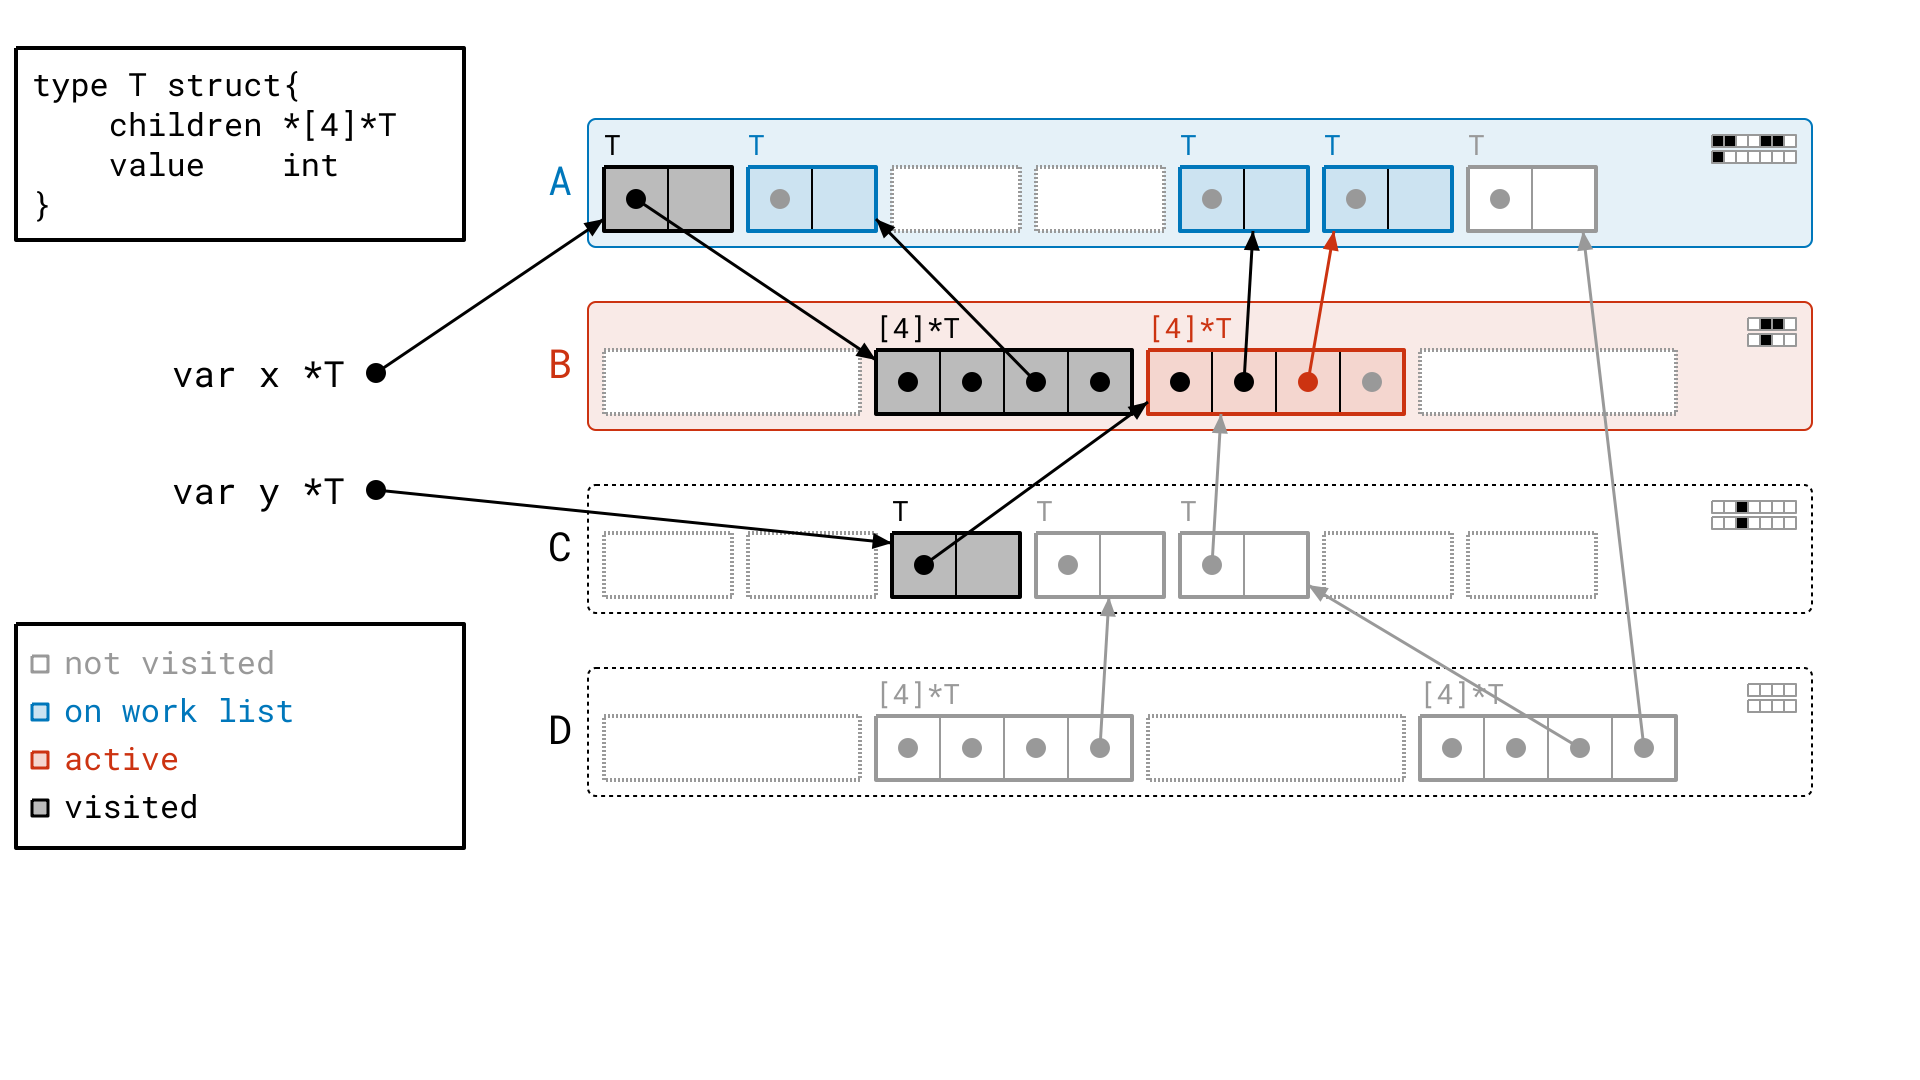 type T struct{
    children *[4]*T
    value    int
}
T T T T T
A
var x *T
[4]*T [4]*T
B
var y *T
T T T
C
not visited
on work list
active
visited
[4]*T [4]*T
D